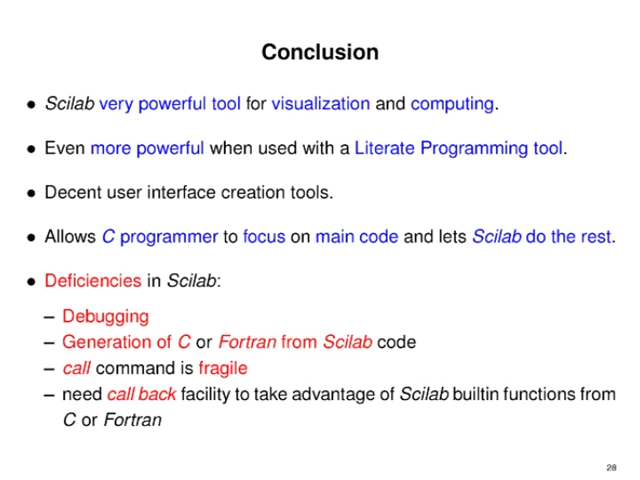 Conclusion
• Scilab very powerful tool for visualization and computing.
• Even more powerful when used with a Literate Programming tool.
• Decent user interface creation tools.
• Allows C programmer to focus on main code and lets Scilab do the rest.
• Deficiencies in Scilab:
– Debugging
– Generation of C or Fortran from Scilab code
– call command is fragile
– need call back facility to take advantage of Scilab builtin functions from
C or Fortran
28